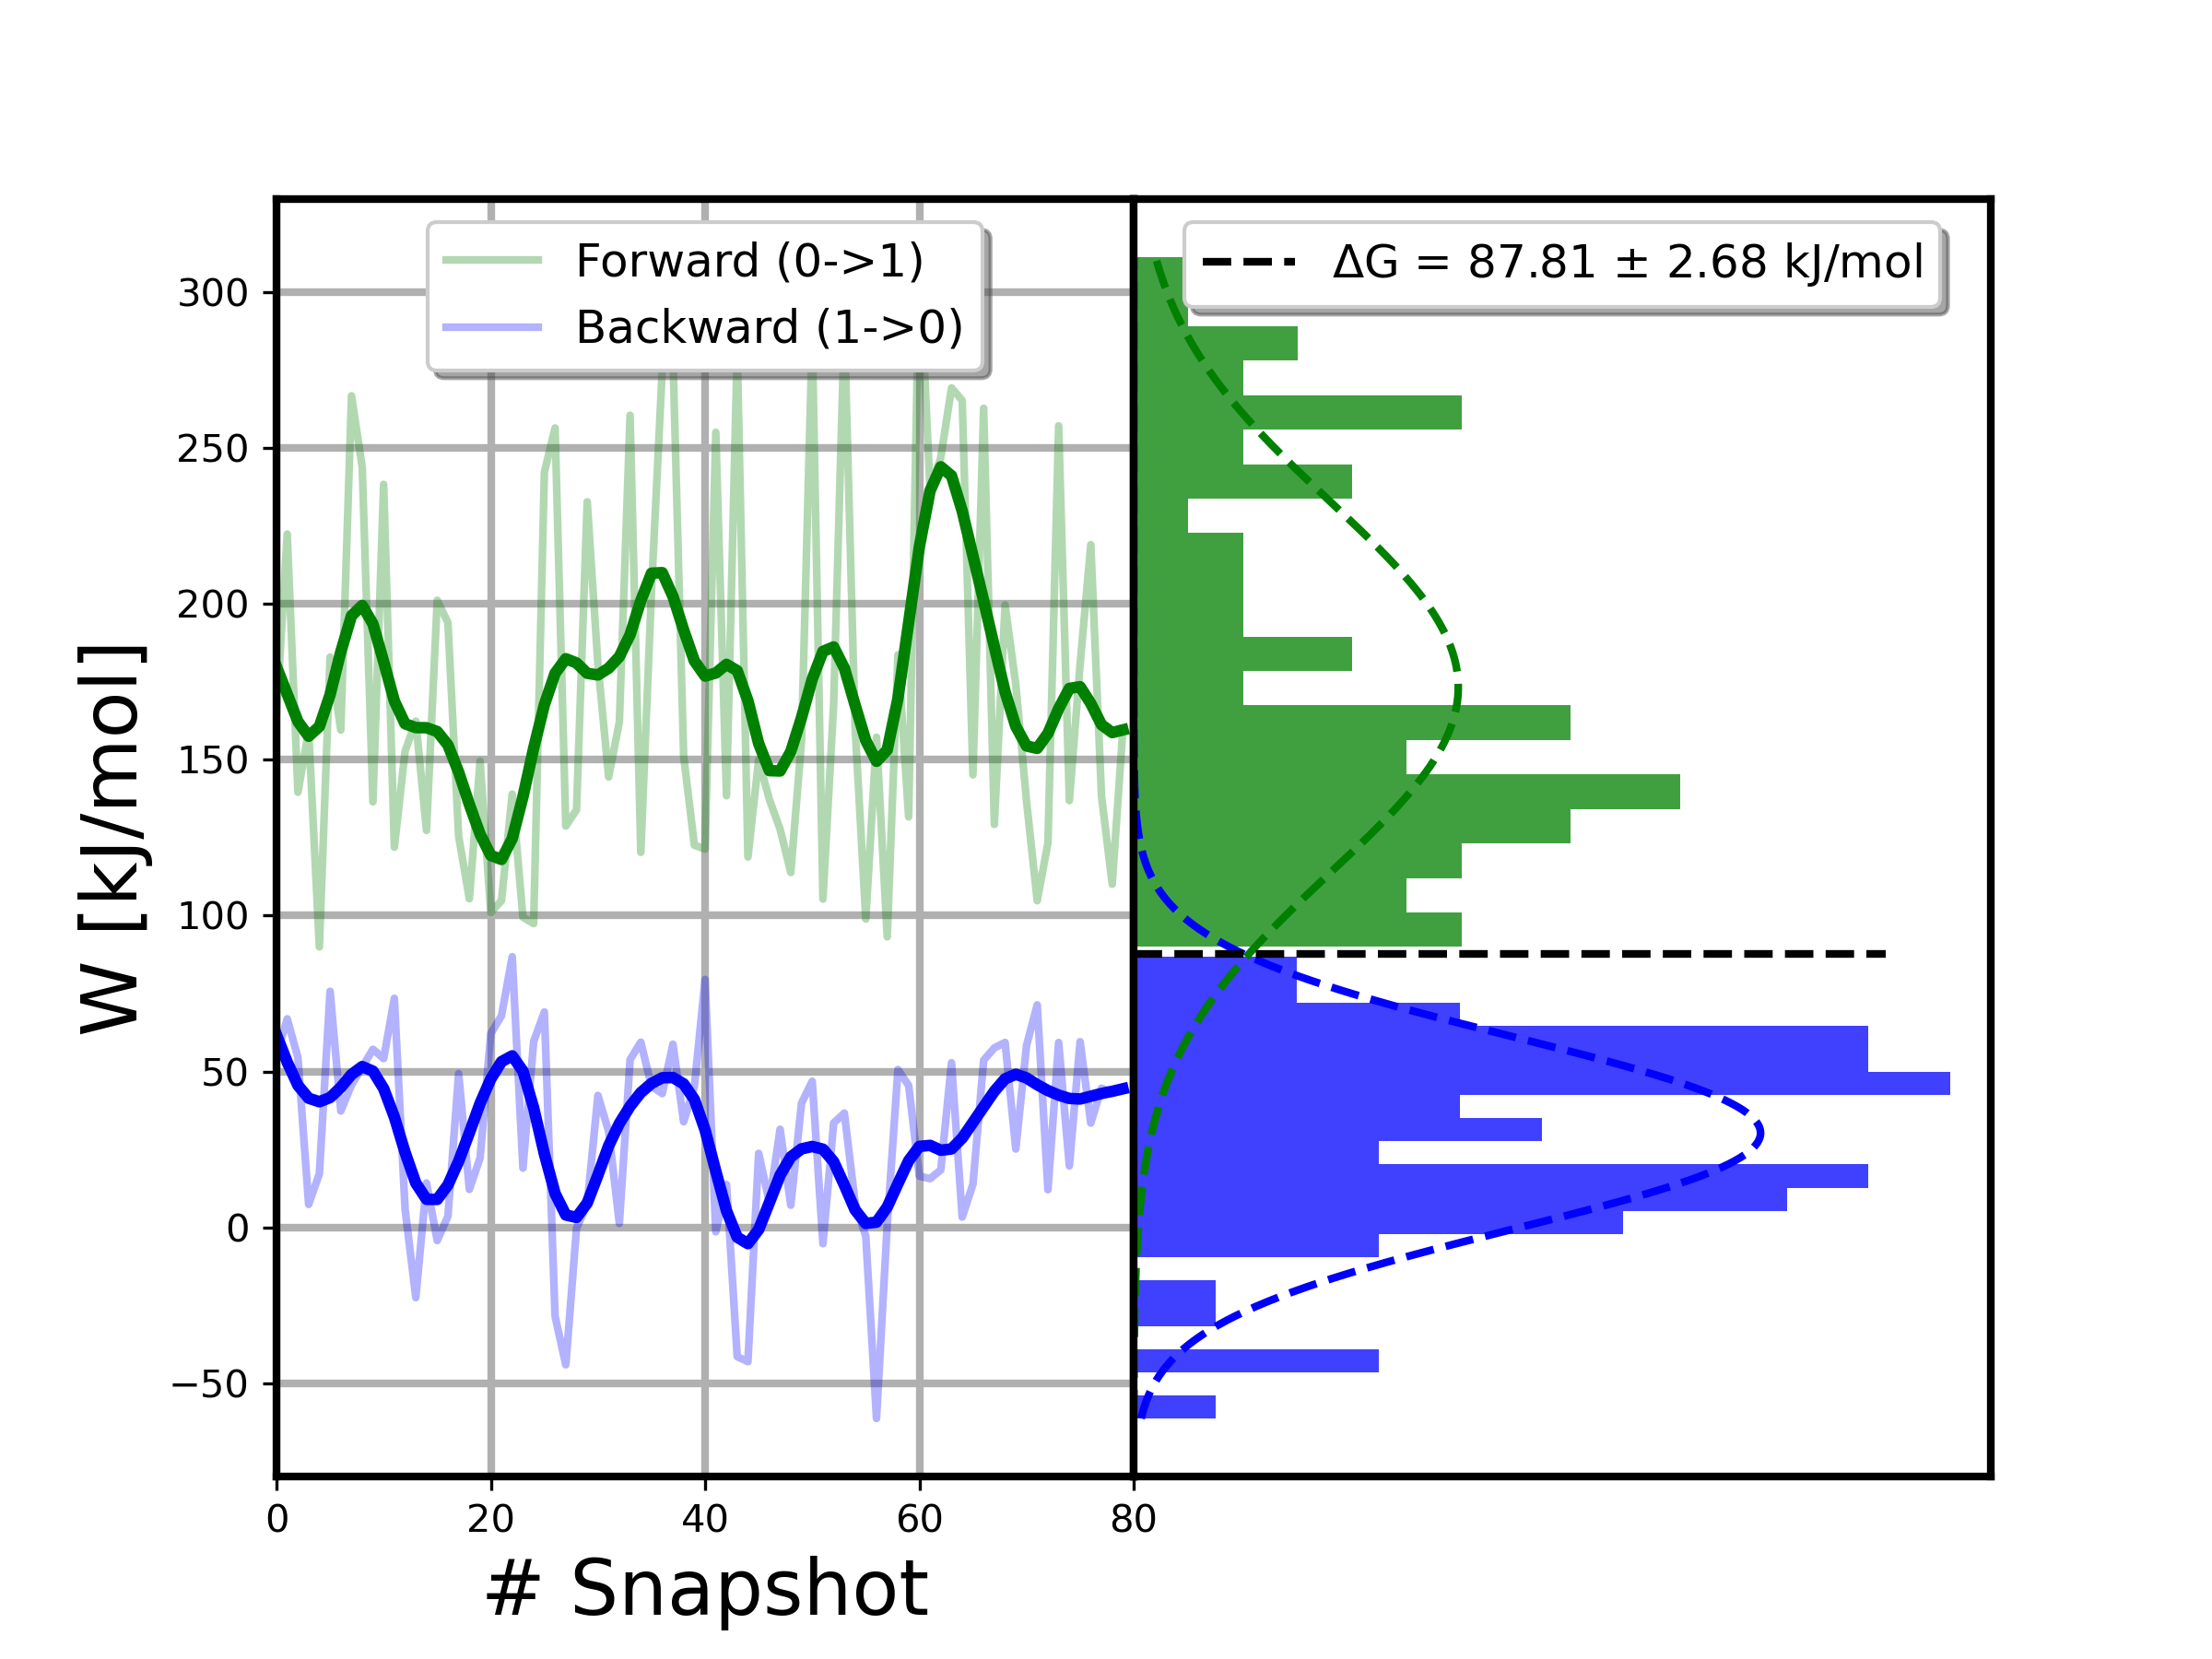 Forward (0->1)
Backward (1->0)
ΔG = 87.81 ± 2.68 kJ/mol
W [kJ/mol]
300
250
200
150
100
50
0
−50
0 20 40 60 80
# Snapshot